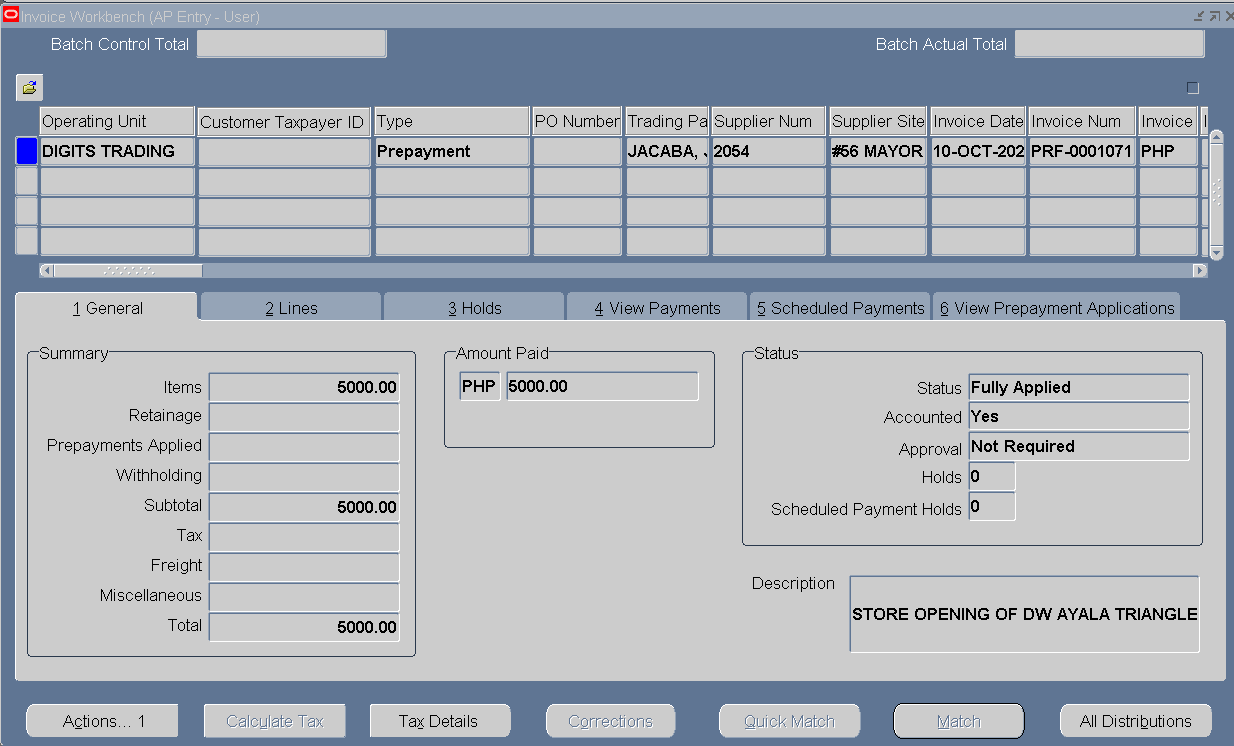 Invoice Workbench (AP Entry - User)
Batch Control Total
Batch Actual Total
Operating Unit Customer Taxpayer ID Type PO Number Trading Pa Supplier Num Supplier Site Invoice Date Invoice Num Invoice I
DIGITS TRADING Prepayment JACABA, J 2054 #56 MAYOR 10-OCT-202 PRF-0001071 PHP
1 General 2 Lines 3 Holds 4 View Payments 5 Scheduled Payments 6 View Prepayment Applications
Summary
Items 5000.00
Retainage
Prepayments Applied
Withholding
Subtotal 5000.00
Tax
Freight
Miscellaneous
Total 5000.00
Amount Paid
PHP 5000.00
Status
Status Fully Applied
Accounted Yes
Approval Not Required
Holds 0
Scheduled Payment Holds 0
Description
STORE OPENING OF DW AYALA TRIANGLE
Actions... 1 Calculate Tax Tax Details Corrections Quick Match Match All Distributions